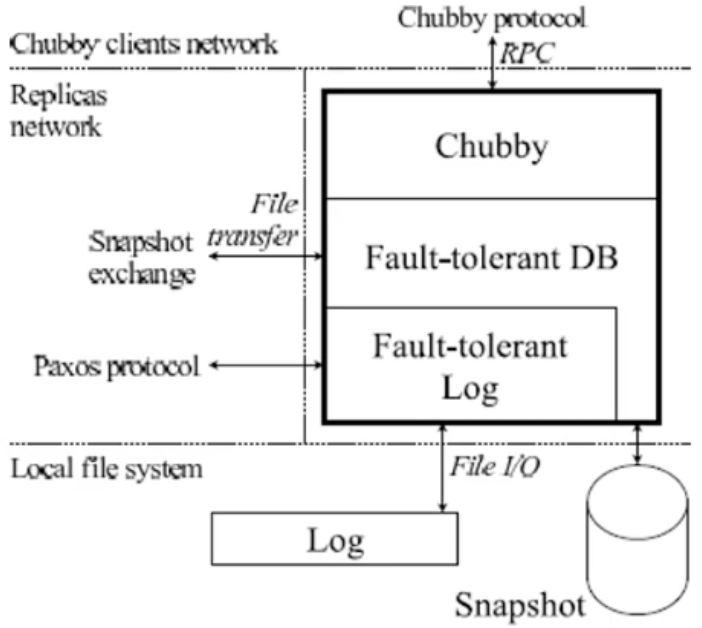 Chubby protocol
Chubby clients network
RPC
Replicas
network
Chubby
File
transfer
Snapshot
exchange
Fault-tolerant DB
Paxos protocol
Fault-tolerant
Log
Local file system
File I/O
Log
Snapshot